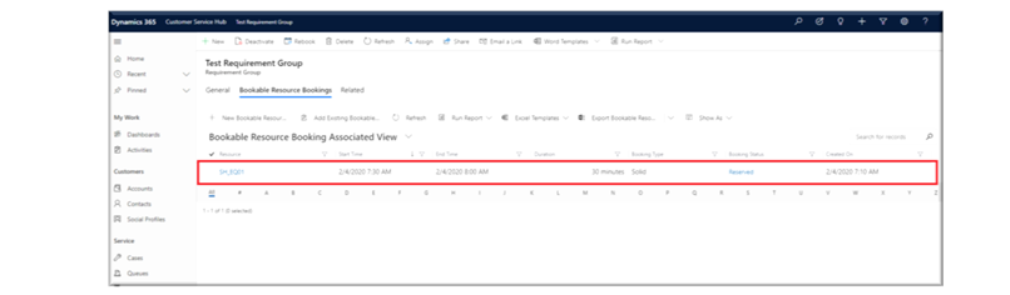 Dynamics 365 Customer Service Hub Test Requirement Group
+ New Deactivate Rebook Delete Refresh Assign Share Email a Link Word Templates Run Report
Home
Recent
Pinned
My Work
Dashboards
Activities
Customers
Accounts
Contacts
Social Profiles
Service
Cases
Queues
Test Requirement Group
Requirement Group
General Bookable Resource Bookings Related
+ New Bookable Resour... Add Existing Bookable... Refresh Run Report Excel Templates Export Bookable Reso... Show As
Bookable Resource Booking Associated View
Search for records
Resource Start Time End Time Duration Booking Type Booking Status Created On
SH_EQ01 2/4/2020 7:30 AM 2/4/2020 8:00 AM 30 minutes Solid Reserved 2/4/2020 7:10 AM
All # A B C D E F G H I J K L M N O P Q R S T U V W X Y Z
1 - 1 of 1 (0 selected)